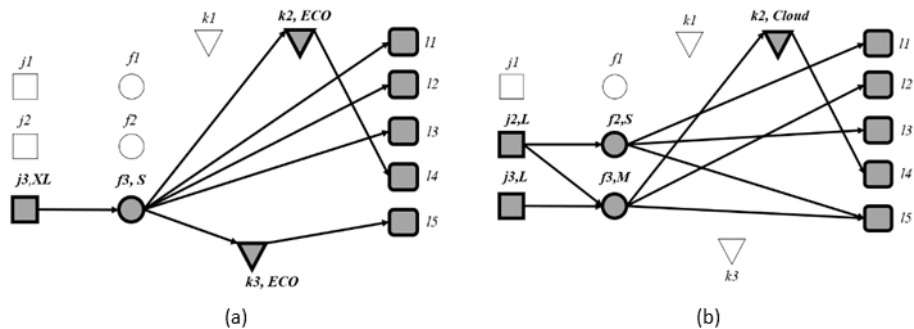 k1
k2, ECO
l1
j1
f1
l2
j2
f2
l3
j3,XL
f3, S
l4
l5
k3, ECO
(a)
k1
k2, Cloud
l1
j1
f1
l2
j2,L
f2,S
l3
j3,L
f3,M
l4
l5
k3
(b)